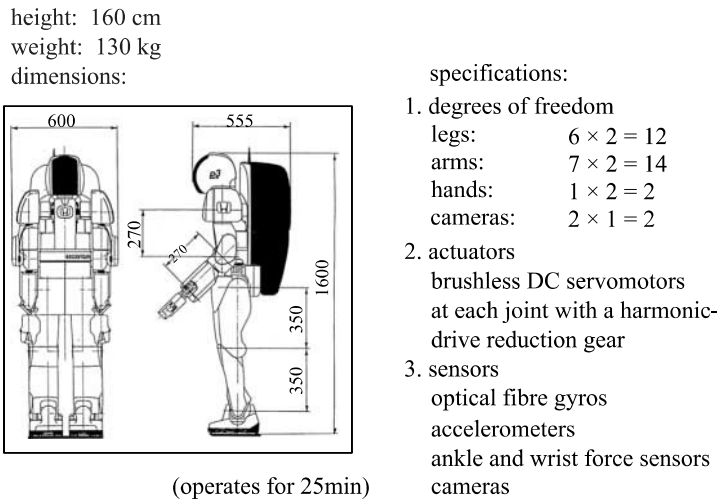 height: 160 cm
weight: 130 kg
dimensions:
600
555
270
270
1600
350
350
(operates for 25min)
specifications:
1. degrees of freedom
legs: 6 × 2 = 12
arms: 7 × 2 = 14
hands: 1 × 2 = 2
cameras: 2 × 1 = 2
2. actuators
brushless DC servomotors
at each joint with a harmonic-
drive reduction gear
3. sensors
optical fibre gyros
accelerometers
ankle and wrist force sensors
cameras